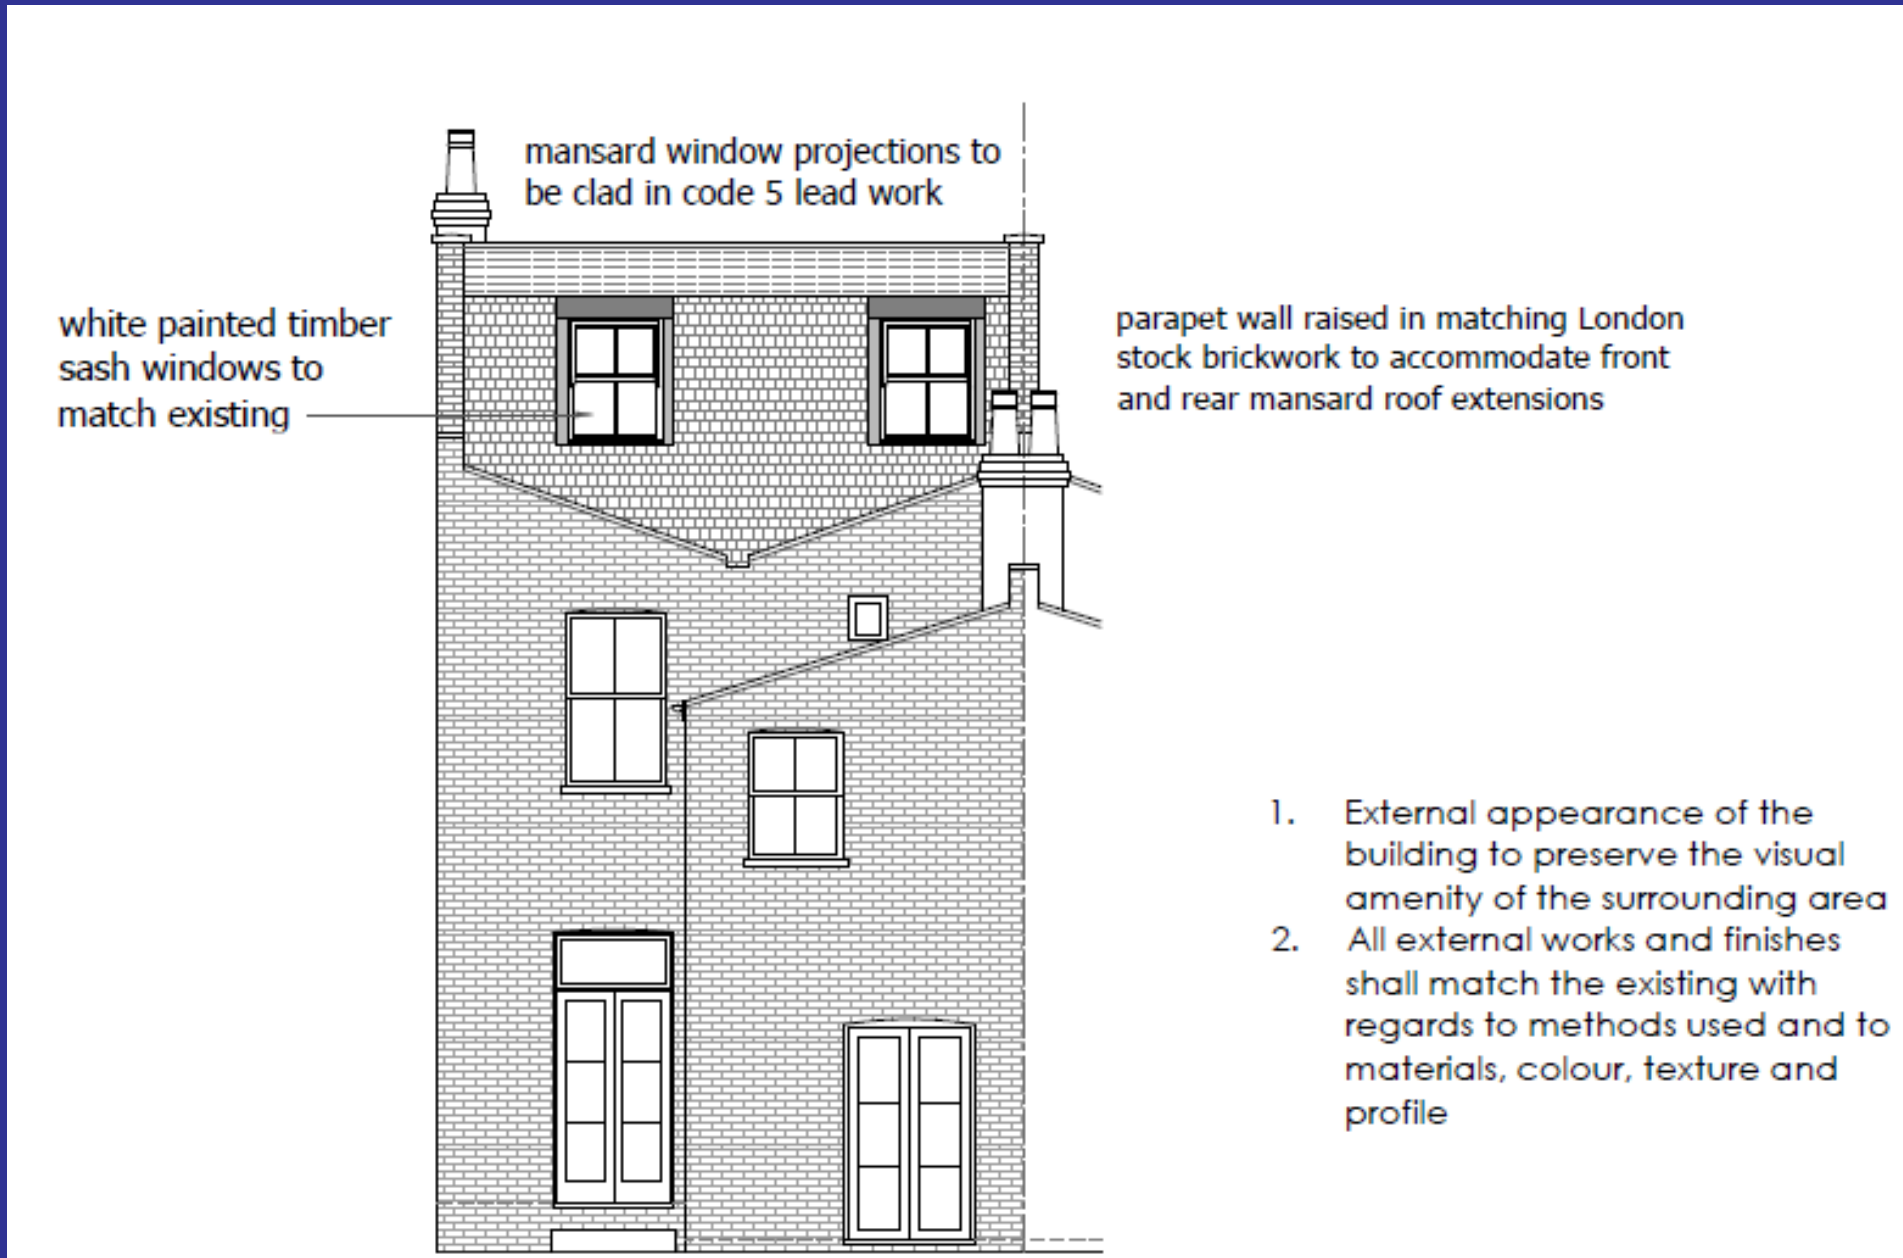 mansard window projections to
be clad in code 5 lead work
white painted timber
sash windows to
match existing
parapet wall raised in matching London
stock brickwork to accommodate front
and rear mansard roof extensions
1. External appearance of the
building to preserve the visual
amenity of the surrounding area
2. All external works and finishes
shall match the existing with
regards to methods used and to
materials, colour, texture and
profile